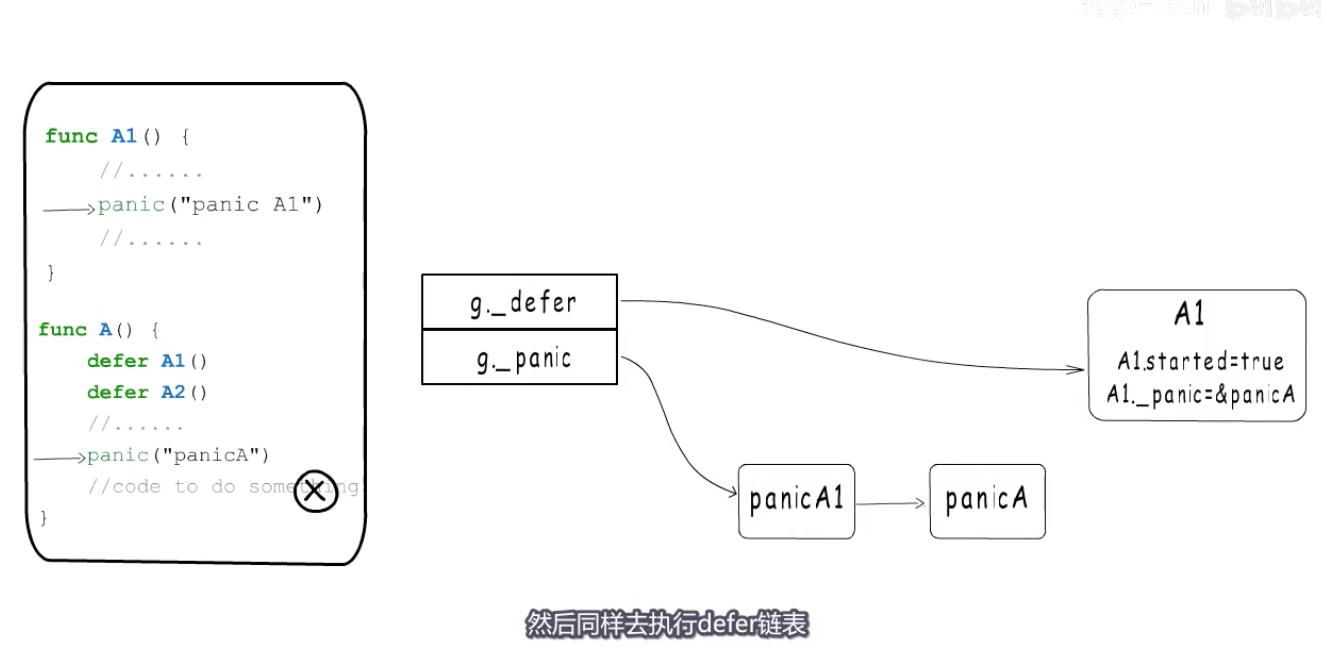 func A1() {
//......
panic("panic A1")
//......
}
func A() {
defer A1()
defer A2()
//......
panic("panicA")
//code to do something
}
g._defer
g._panic
A1
A1.started=true
A1._panic=&panicA
panicA1
panicA
然后同样去执行defer链表